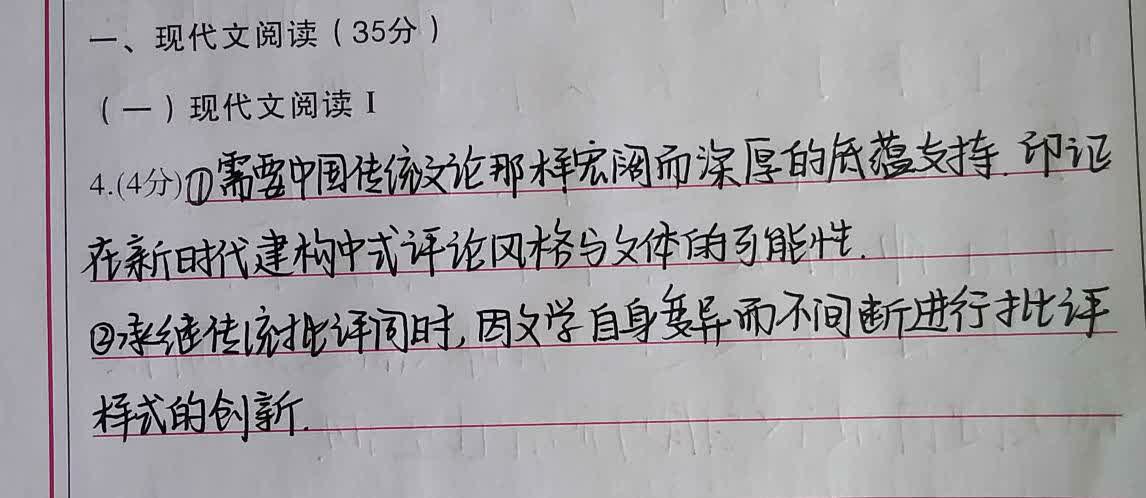 一、现代文阅读（35分）
（一）现代文阅读 I
4.(4分)①需要中国传统文论那样宏阔而深厚的底蕴支持. 印证
在新时代建构中式评论风格与文体的可能性.
②承继传统批评同时,因文学自身变异而不间断进行批评
样式的创新.